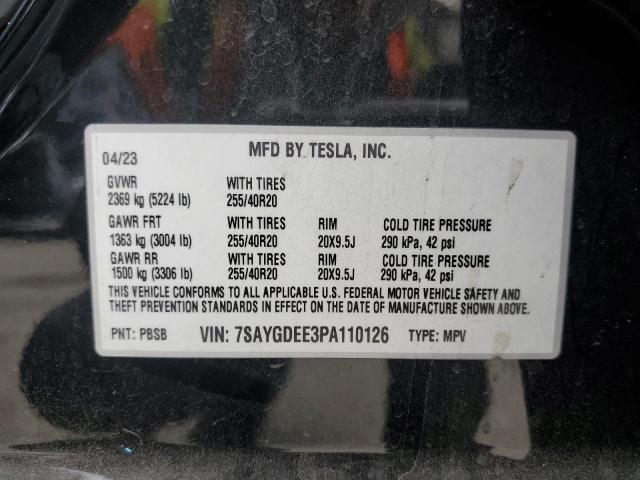 MFD BY TESLA, INC.
04/23
GVWR WITH TIRES
2369 kg (5224 lb) 255/40R20
GAWR FRT WITH TIRES RIM COLD TIRE PRESSURE
1363 kg (3004 lb) 255/40R20 20X9.5J 290 kPa, 42 psi
GAWR RR WITH TIRES RIM COLD TIRE PRESSURE
1500 kg (3306 lb) 255/40R20 20X9.5J 290 kPa, 42 psi
THIS VEHICLE CONFORMS TO ALL APPLICABLE U.S. FEDERAL MOTOR VEHICLE SAFETY AND
THEFT PREVENTION STANDARDS IN EFFECT ON THE DATE OF MANUFACTURE SHOWN ABOVE.
PNT: PBSB VIN: 7SAYGDEE3PA110126 TYPE: MPV